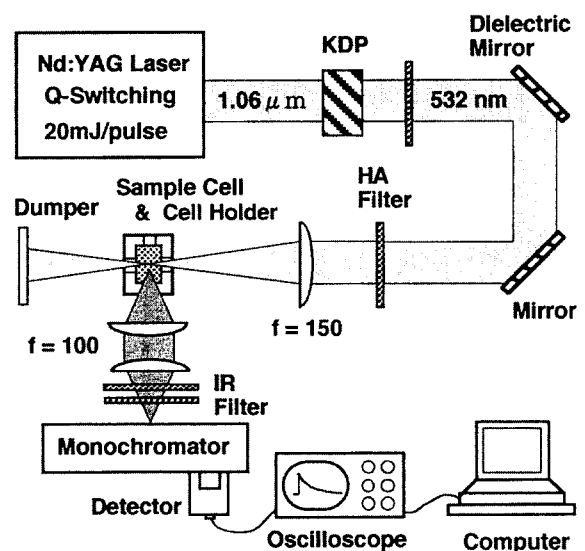 Nd:YAG Laser
Q-Switching
20mJ/pulse
1.06 μm
KDP
532 nm
Dielectric
Mirror
Sample Cell
& Cell Holder
Dumper
HA
Filter
Mirror
f = 150
f = 100
IR
Filter
Monochromator
Detector
Oscilloscope
Computer